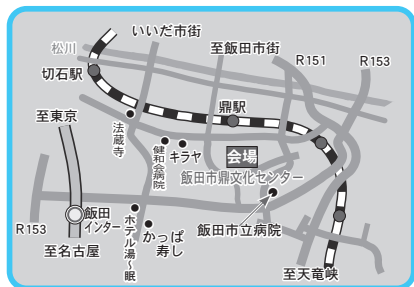 いいだ市街
松川
至飯田市街
R151
R153
切石駅
至東京
法蔵寺
健和会病院
キラヤ
鼎駅
会場
飯田市鼎文化センター
飯田
インター
R153
至名古屋
ホテル湯〜眠
かっぱ
寿し
飯田市立病院
至天竜峡